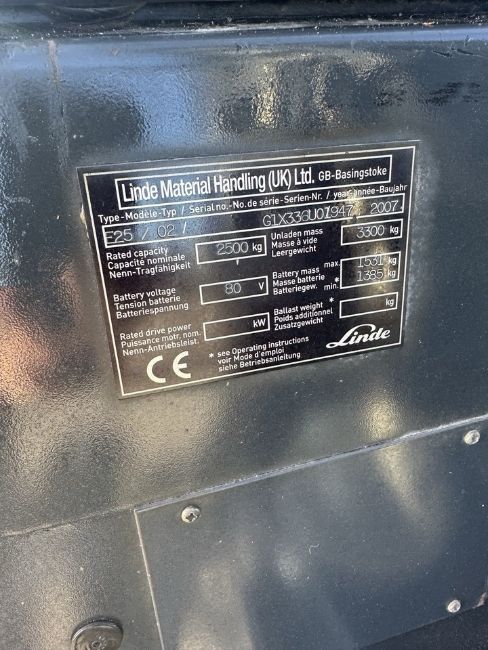 Linde Material Handling (UK) Ltd. GB-Basingstoke
Type-Modèle-Typ / Serial no.-No. de série-Serien-Nr. / year-année-Baujahr
E25 / 02 / G1X336U01947 2007
Rated capacity
Capacité nominale
Nenn-Tragfähigkeit
2500 kg
Unladen mass
Masse à vide
Leergewicht
3300 kg
Battery voltage
Tension batterie
Batteriespannung
80 V
Battery mass max.
Masse batterie *
Batteriegew. min.
1531 kg
1385 kg
Rated drive power
Puissance motr. nom.
Nenn-Antriebsleist.
kW
Ballast weight *
Poids additionnel
Zusatzgewicht
kg
CE
* see Operating instructions
voir Mode d'emploi
siehe Betriebsanleitung
Linde